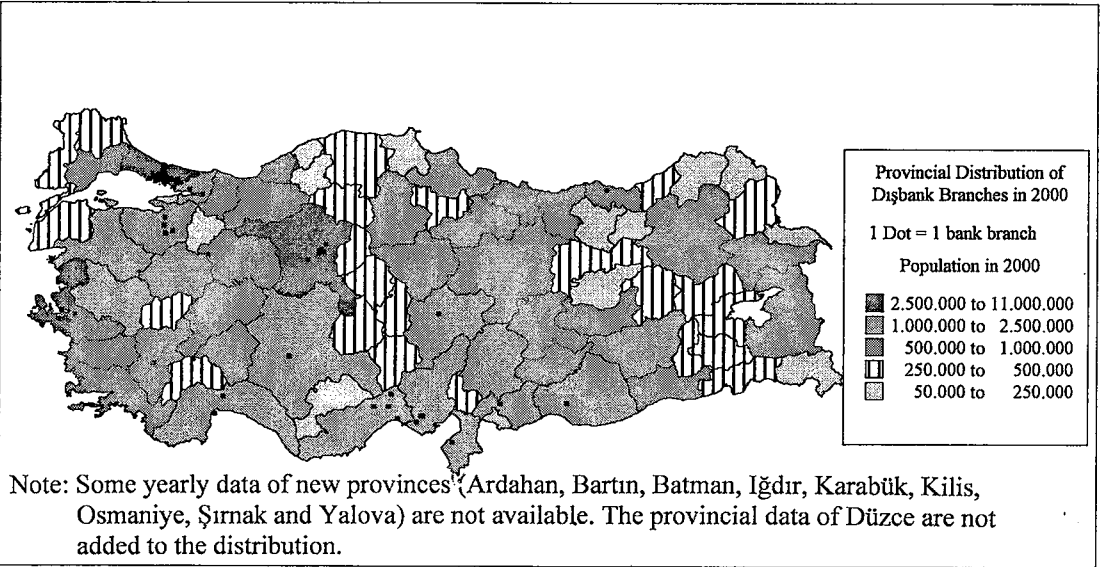 Provincial Distribution of
Dışbank Branches in 2000
1 Dot = 1 bank branch
Population in 2000
2.500.000 to 11.000.000
1.000.000 to 2.500.000
500.000 to 1.000.000
250.000 to 500.000
50.000 to 250.000
Note: Some yearly data of new provinces (Ardahan, Bartın, Batman, Iğdır, Karabük, Kilis,
Osmaniye, Şırnak and Yalova) are not available. The provincial data of Düzce are not
added to the distribution.